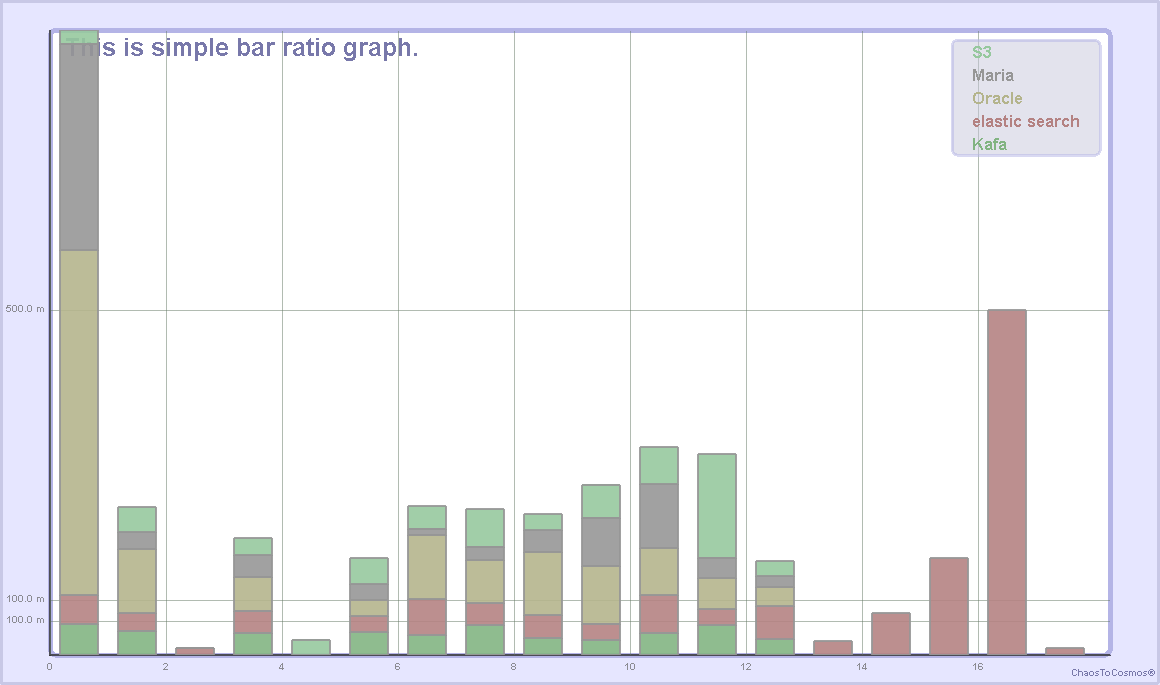 This is simple bar ratio graph.
S3
Maria
Oracle
elastic search
Kafa
500.0 m
100.0 m
100.0 m
0 2 4 6 8 10 12 14 16
ChaosToCosmos®